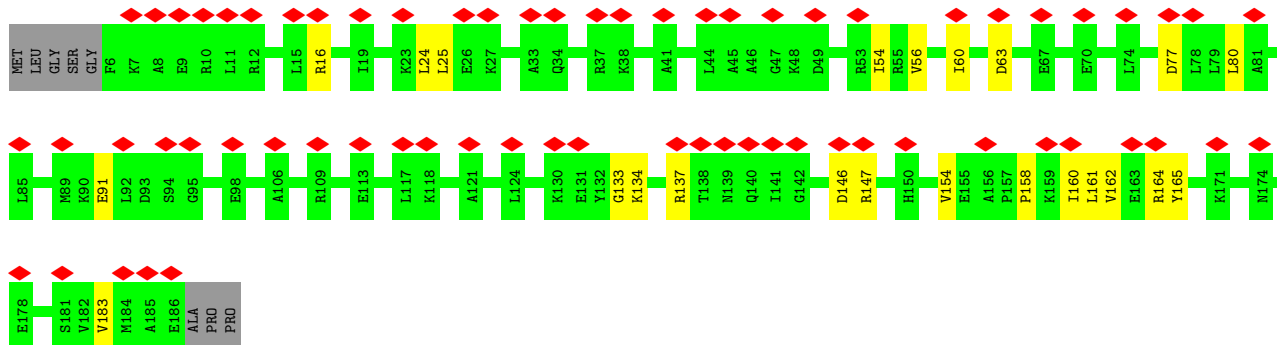 MET LEU GLY SER GLY F6 K7 A8 E9 R10 L11 R12 L15 R16 I19 K23 L24 L25 E26 K27 A33 Q34 R37 K38 A41 L44 A45 A46 G47 K48 D49 R53 I54 R55 V56 I60 D63 E67 E70 L74 D77 L78 L79 L80 A81
L85 M89 K90 E91 L92 D93 S94 G95 E98 A106 R109 E113 L117 K118 A121 L124 K130 E131 Y132 G133 K134 R137 T138 N139 Q140 I141 G142 D146 R147 H150 V154 E155 A156 P157 P158 K159 I160 L161 V162 E163 R164 Y165 K171 N174
E178 S181 V182 V183 M184 A185 E186 ALA PRO PRO